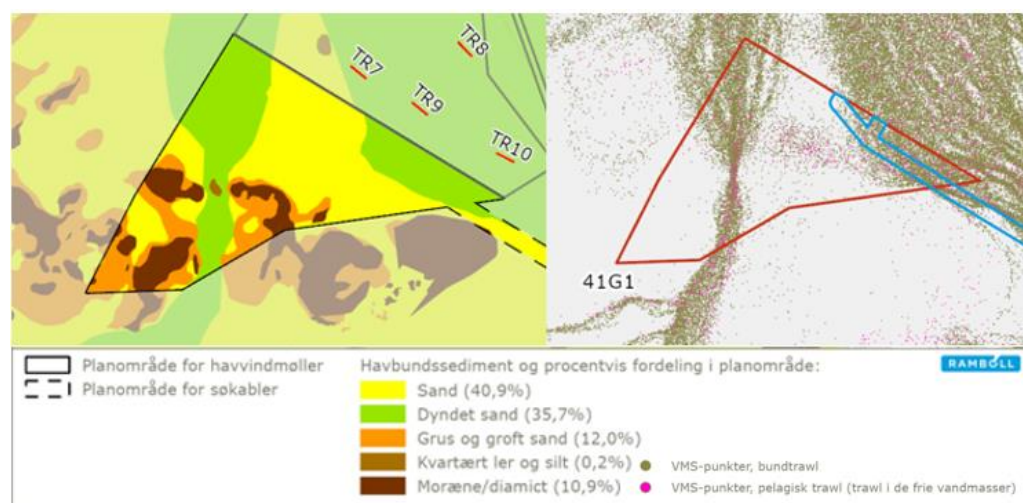 TR7
TR8
TR9
TR10
41G1
Planområde for havvindmøller
Planområde for søkabler
Havbundssediment og procentvis fordeling i planområde:
Sand (40,9%)
Dyndet sand (35,7%)
Grus og groft sand (12,0%)
Kvartært ler og silt (0,2%)
Moræne/diamict (10,9%)
RAMBOLL
VMS-punkter, bundtrawl
VMS-punkter, pelagisk trawl (trawl i de frie vandmasser)